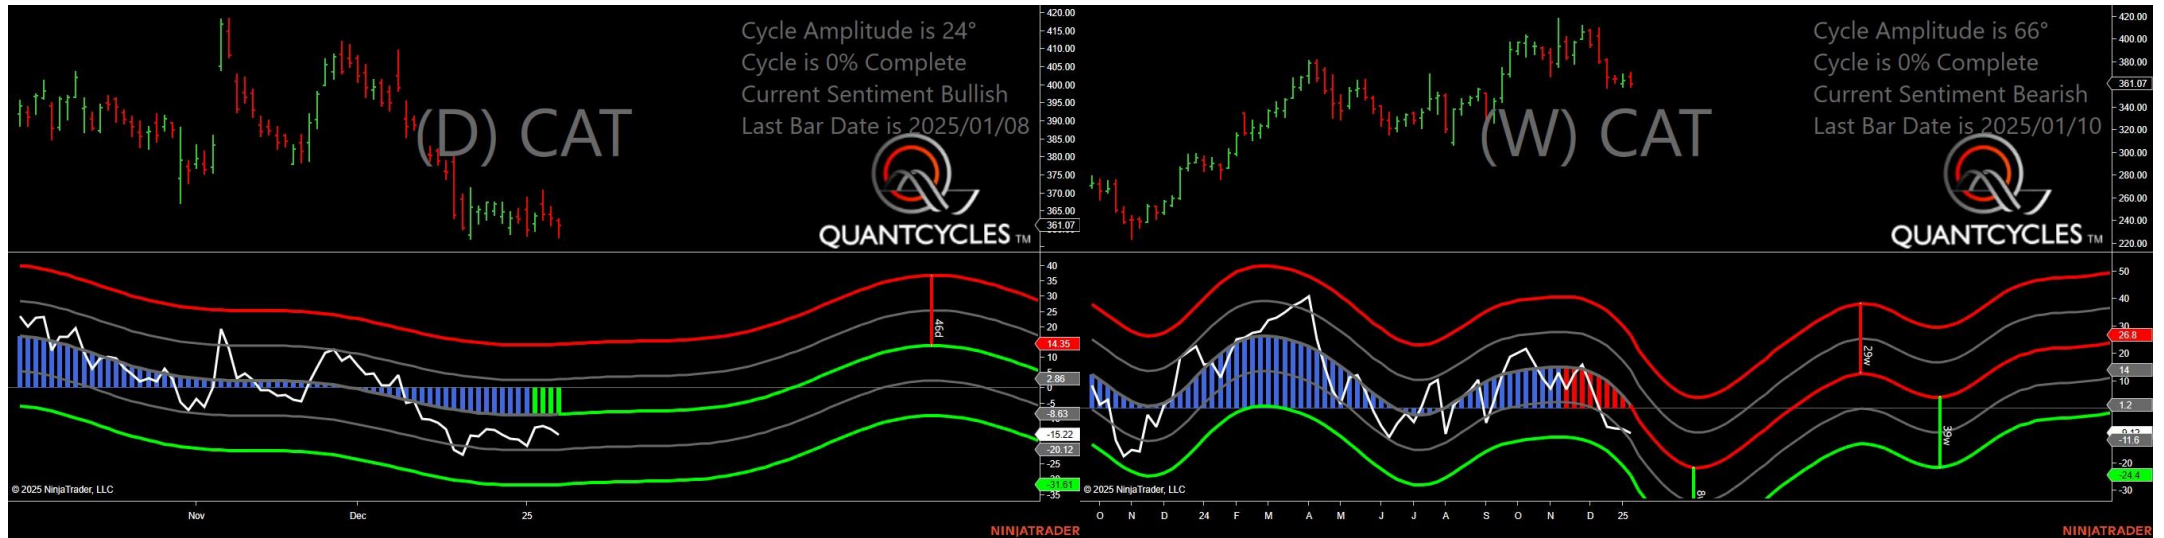 Cycle Amplitude is 24°
Cycle is 0% Complete
Current Sentiment Bullish
Last Bar Date is 2025/01/08
(D) CAT
QUANTCYCLES TM
420.00
415.00
410.00
405.00
400.00
395.00
390.00
385.00
380.00
375.00
370.00
365.00
361.07
40
35
30
25
20
14.35
10
5
2.86
0
-5
-8.63
-15.22
-20.12
-25
-31.61
-35
46d
© 2025 NinjaTrader, LLC
Nov
Dec
25
NINJATRADER
Cycle Amplitude is 66°
Cycle is 0% Complete
Current Sentiment Bearish
Last Bar Date is 2025/01/10
(W) CAT
QUANTCYCLES TM
420.00
400.00
380.00
361.07
340.00
320.00
300.00
280.00
260.00
240.00
220.00
50
40
30
26.8
20
14
10
1.2
-11.6
-20
-24.4
-30
29w
39w
© 2025 NinjaTrader, LLC
O N D 24 F M A M J J A S O N D 25
NINJATRADER